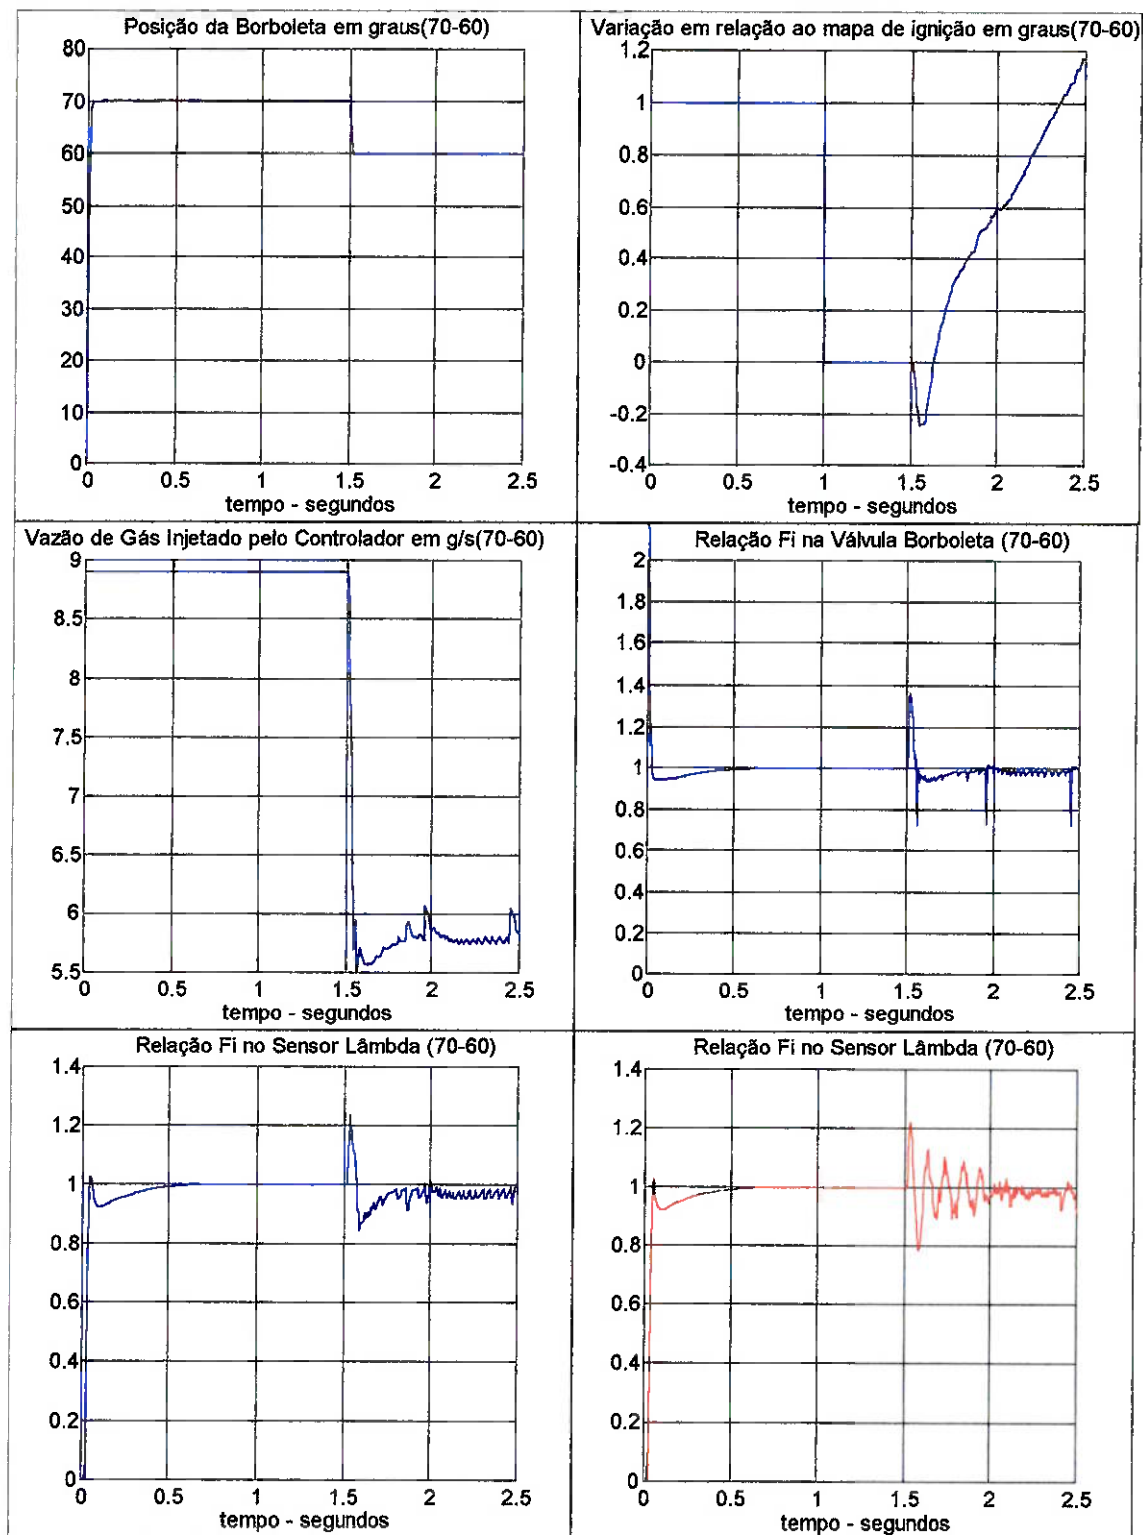 Posição da Borboleta em graus(70-60)
80
70
60
50
40
30
20
10
0
0 0.5 1 1.5 2 2.5
tempo - segundos
Variação em relação ao mapa de ignição em graus(70-60)
1.2
1
0.8
0.6
0.4
0.2
0
-0.2
-0.4
0 0.5 1 1.5 2 2.5
tempo - segundos
Vazão de Gás Injetado pelo Controlador em g/s(70-60)
9
8.5
8
7.5
7
6.5
6
5.5
0 0.5 1 1.5 2 2.5
tempo - segundos
Relação Fi na Válvula Borboleta (70-60)
2
1.8
1.6
1.4
1.2
1
0.8
0.6
0.4
0.2
0
0 0.5 1 1.5 2 2.5
tempo - segundos
Relação Fi no Sensor Lâmbda (70-60)
1.4
1.2
1
0.8
0.6
0.4
0.2
0
0 0.5 1 1.5 2 2.5
tempo - segundos
Relação Fi no Sensor Lâmbda (70-60)
1.4
1.2
1
0.8
0.6
0.4
0.2
0
0 0.5 1 1.5 2 2.5
tempo - segundos